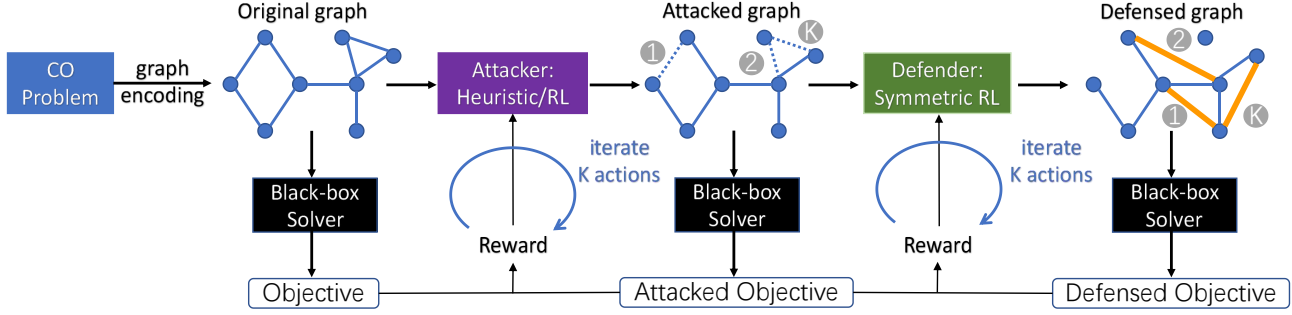 Original graph
Attacked graph
Defensed graph
CO
Problem
graph
encoding
Attacker:
Heuristic/RL
1
2
K
Defender:
Symmetric RL
2
1
K
iterate
K actions
iterate
K actions
Black-box
Solver
Black-box
Solver
Black-box
Solver
Reward
Reward
Objective
Attacked Objective
Defensed Objective